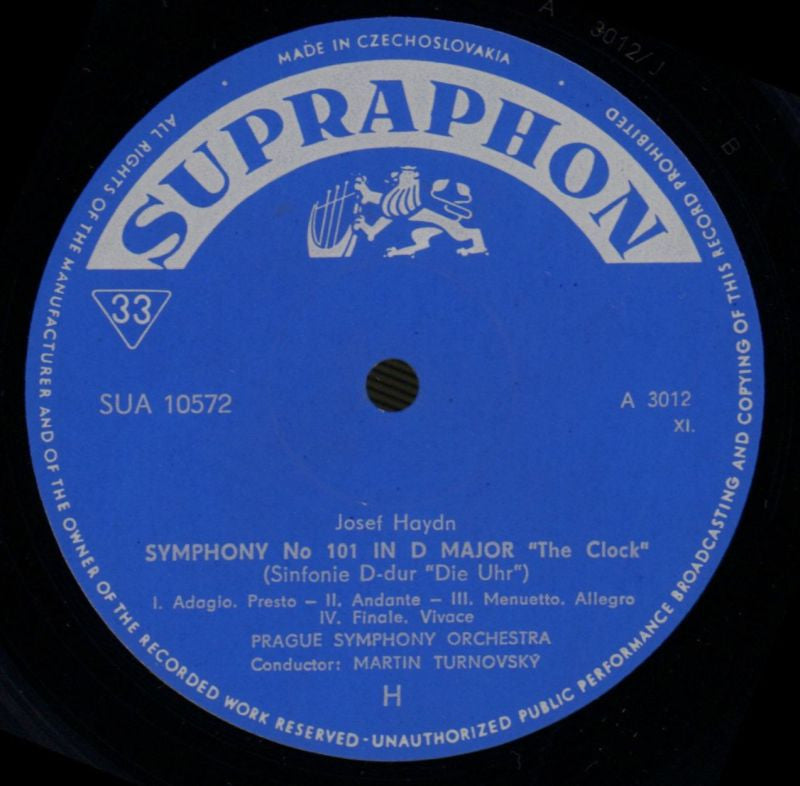 MADE IN CZECHOSLOVAKIA
SUPRAPHON
33
SUA 10572
A 3012
XI.
Josef Haydn
SYMPHONY No 101 IN D MAJOR "The Clock"
(Sinfonie D-dur "Die Uhr")
I. Adagio. Presto – II. Andante – III. Menuetto. Allegro
IV. Finale. Vivace
PRAGUE SYMPHONY ORCHESTRA
Conductor: MARTIN TURNOVSKÝ
H
ALL RIGHTS OF THE MANUFACTURER AND OF THE OWNER OF THE RECORDED WORK RESERVED - UNAUTHORIZED PUBLIC PERFORMANCE BROADCASTING AND COPYING OF THIS RECORD PROHIBITED
A 3012/J B